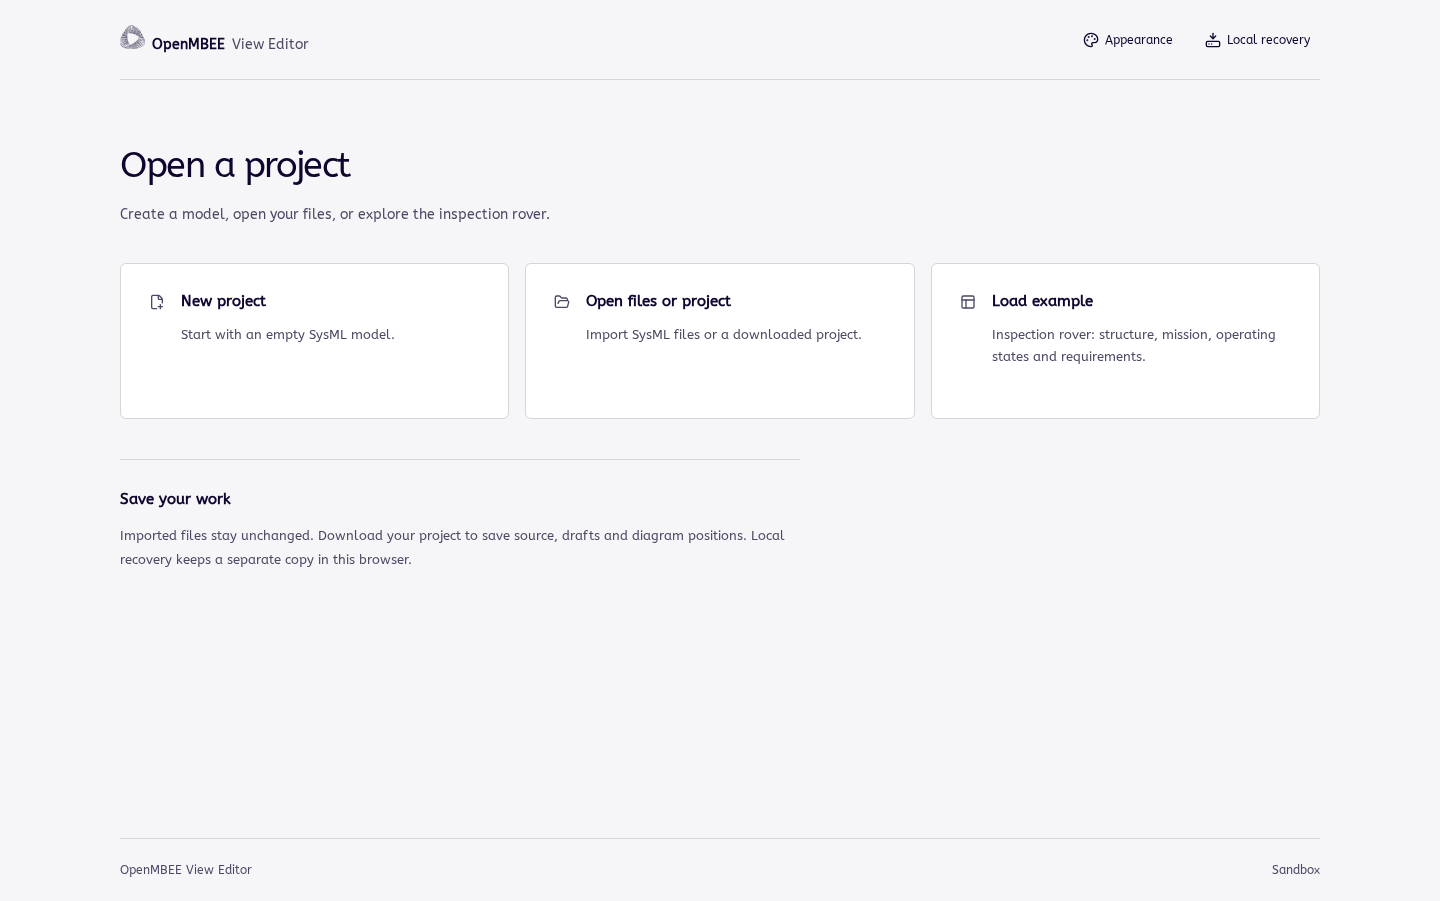 OpenMBEE View Editor
Appearance
Local recovery
Open a project
Create a model, open your files, or explore the inspection rover.
New project
Start with an empty SysML model.
Open files or project
Import SysML files or a downloaded project.
Load example
Inspection rover: structure, mission, operating
states and requirements.
Save your work
Imported files stay unchanged. Download your project to save source, drafts and diagram positions. Local
recovery keeps a separate copy in this browser.
OpenMBEE View Editor
Sandbox